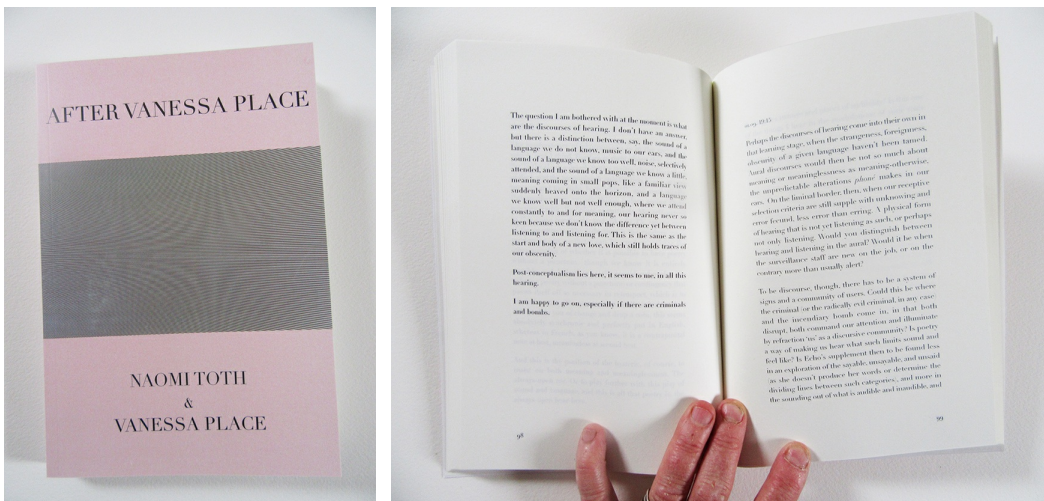 AFTER VANESSA PLACE
NAOMI TOTH
&
VANESSA PLACE
The question I am bothered with at the moment is what
are the discourses of hearing. I don't have an answer,
but there is a distinction between, say, the sound of a
language we do not know, music to our ears, and the
sound of a language we know too well, noise, selectively
attended, and the sound of a language we know a little,
meaning coming in small pops, like a familiar view
suddenly heaved onto the horizon, and a language
we know well but not well enough, where we attend
constantly to and for meaning, our hearing never so
keen because we don't know the difference yet between
listening to and listening for. This is the same as the
start and body of a new love, which still holds traces of
our obscenity.
Post-conceptualism lies here, it seems to me, in all this
hearing.
I am happy to go on, especially if there are criminals
and bombs.
98
Perhaps the discourses of hearing come into their own in
that learning stage, when the strangeness, foreignness,
obscurity of a given language haven't been tamed.
Aural discourses would then be not so much about
meaning or meaninglessness as meaning-otherwise,
the unpredictable alterations phoné makes in our
ears. On the liminal border, then, when our receptive
selection criteria are still supple with unknowing and
error fecund, less error than erring. A physical form
of hearing that is not yet listening as such, or perhaps
not only listening. Would you distinguish between
hearing and listening in the aural? Would it be when
the surveillance staff are new on the job, or on the
contrary more than usually alert?
To be discourse, though, there has to be a system of
signs and a community of users. Could this be where
the criminal or the radically evil criminal, in any case
and the incendiary bomb come in, in that both
disrupt, both command our attention and illuminate
by refraction 'us' as a discursive community? Is poetry
a way of making us hear what such limits sound and
feel like? Is Echo's supplement then to be found less
in an exploration of the sayable, unsayable, and unsaid
(as she doesn't produce her words or determine the
dividing lines between such categories), and more in
the sounding out of what is audible and inaudible, and
99